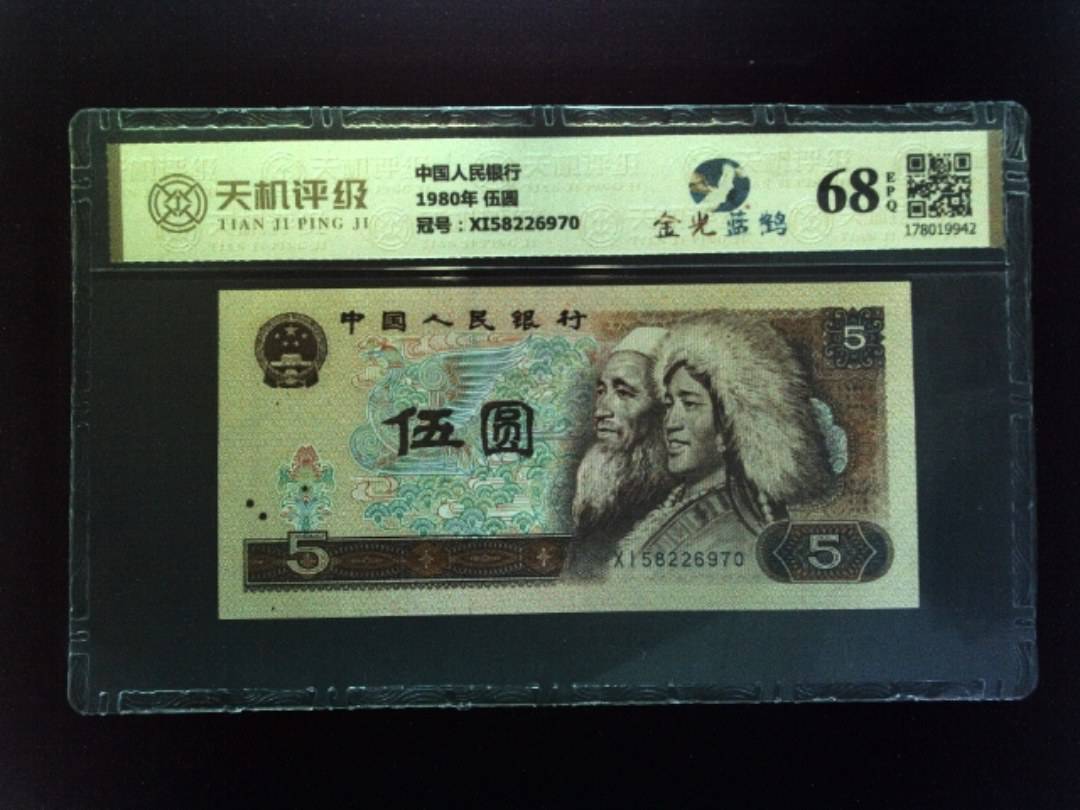 天机评级
TIAN JI PING JI
中国人民银行
1980年 伍圆
冠号：XI58226970
金光蓝鹤
68
EPQ
178019942
中国人民银行
5
伍圆
5
XI58226970
5